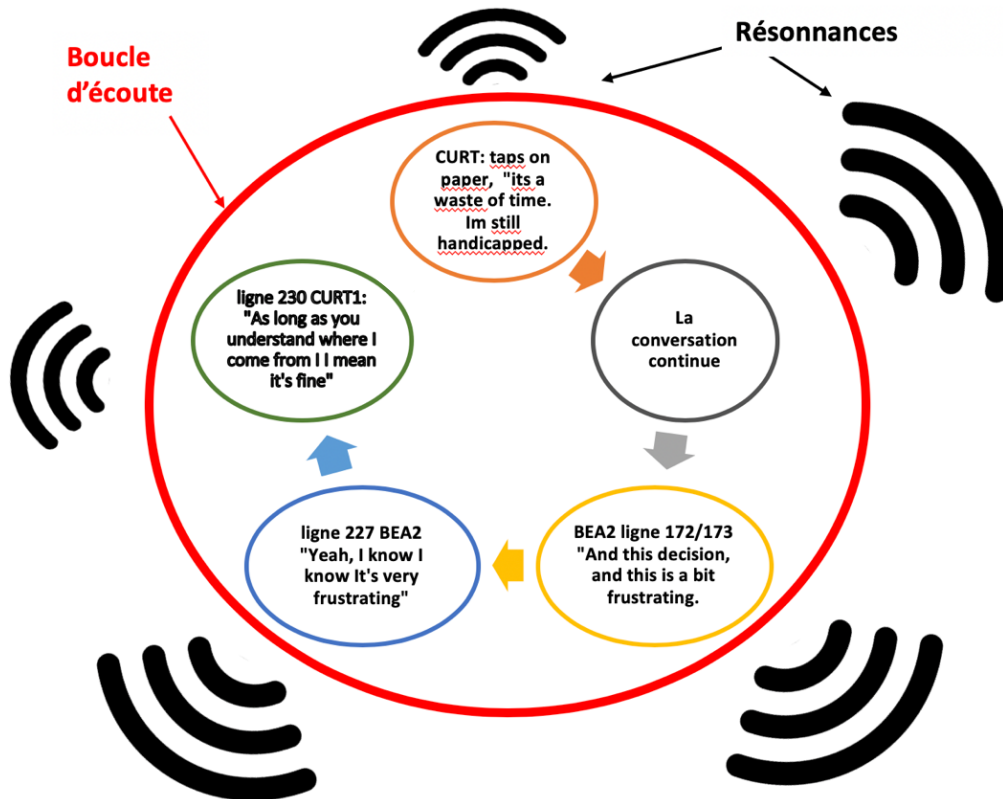 Boucle
d'écoute
Résonnances
CURT: taps on
paper, "its a
waste of time.
Im still
handicapped.
La
conversation
continue
BEA2 ligne 172/173
"And this decision,
and this is a bit
frustrating.
ligne 227 BEA2
"Yeah, I know I
know It's very
frustrating"
ligne 230 CURT1:
"As long as you
understand where I
come from I I mean
it's fine"